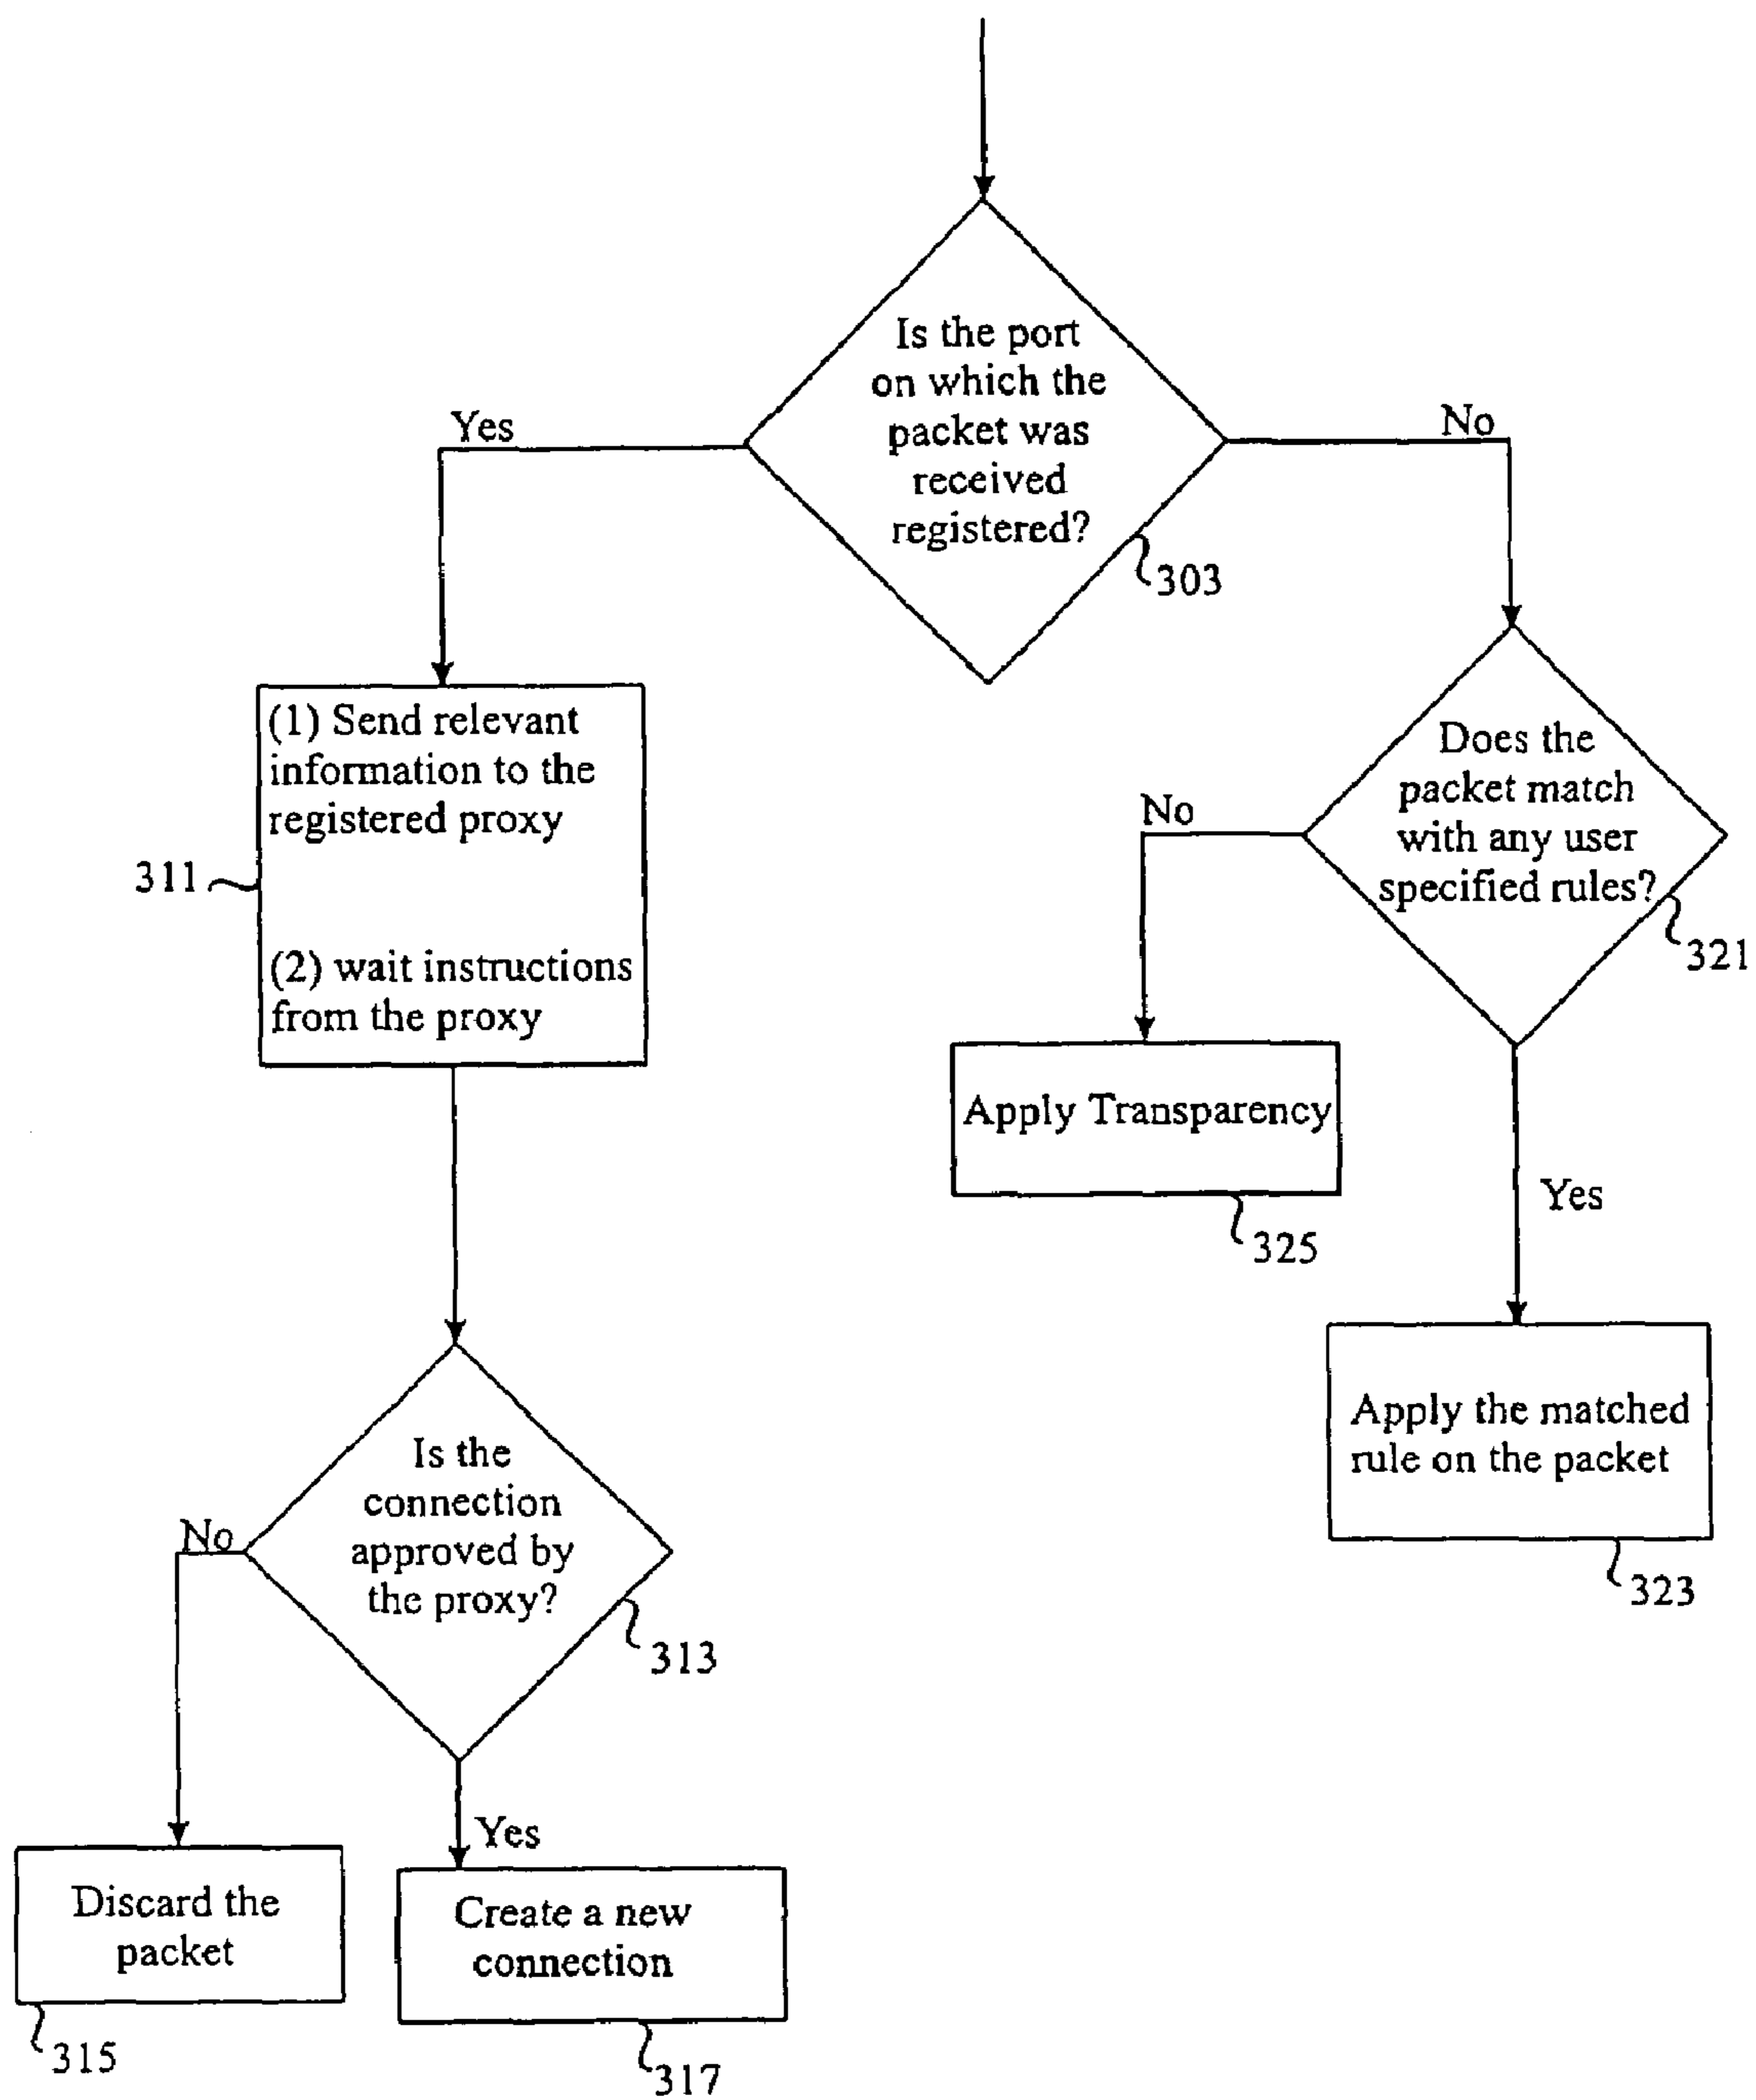 Is the port
on which the
packet was
received
registered?
303
Yes
No
(1) Send relevant
information to the
registered proxy
(2) wait instructions
from the proxy
311
Does the
packet match
with any user
specified rules?
321
No
Apply Transparency
325
Yes
Apply the matched
rule on the packet
323
Is the
connection
approved by
the proxy?
313
No
Yes
Discard the
packet
315
Create a new
connection
317